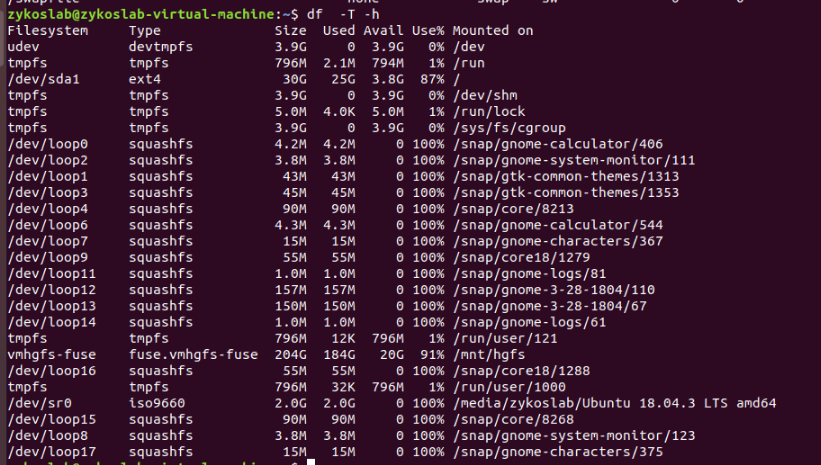 zykoslab@zykoslab-virtual-machine:~$ df  -T -h
Filesystem     Type            Size  Used Avail Use% Mounted on
udev           devtmpfs        3.9G     0  3.9G   0% /dev
tmpfs          tmpfs           796M  2.1M  794M   1% /run
/dev/sda1      ext4             30G   25G  3.8G  87% /
tmpfs          tmpfs           3.9G     0  3.9G   0% /dev/shm
tmpfs          tmpfs           5.0M  4.0K  5.0M   1% /run/lock
tmpfs          tmpfs           3.9G     0  3.9G   0% /sys/fs/cgroup
/dev/loop0     squashfs        4.2M  4.2M     0 100% /snap/gnome-calculator/406
/dev/loop2     squashfs        3.8M  3.8M     0 100% /snap/gnome-system-monitor/111
/dev/loop1     squashfs         43M   43M     0 100% /snap/gtk-common-themes/1313
/dev/loop3     squashfs         45M   45M     0 100% /snap/gtk-common-themes/1353
/dev/loop4     squashfs         90M   90M     0 100% /snap/core/8213
/dev/loop6     squashfs        4.3M  4.3M     0 100% /snap/gnome-calculator/544
/dev/loop7     squashfs         15M   15M     0 100% /snap/gnome-characters/367
/dev/loop9     squashfs         55M   55M     0 100% /snap/core18/1279
/dev/loop11    squashfs        1.0M  1.0M     0 100% /snap/gnome-logs/81
/dev/loop12    squashfs        157M  157M     0 100% /snap/gnome-3-28-1804/110
/dev/loop13    squashfs        150M  150M     0 100% /snap/gnome-3-28-1804/67
/dev/loop14    squashfs        1.0M  1.0M     0 100% /snap/gnome-logs/61
tmpfs          tmpfs           796M   12K  796M   1% /run/user/121
vmhgfs-fuse    fuse.vmhgfs-fuse  204G  184G   20G  91% /mnt/hgfs
/dev/loop16    squashfs         55M   55M     0 100% /snap/core18/1288
tmpfs          tmpfs           796M   32K  796M   1% /run/user/1000
/dev/sr0       iso9660         2.0G  2.0G     0 100% /media/zykoslab/Ubuntu 18.04.3 LTS amd64
/dev/loop15    squashfs         90M   90M     0 100% /snap/core/8268
/dev/loop8     squashfs        3.8M  3.8M     0 100% /snap/gnome-system-monitor/123
/dev/loop17    squashfs         15M   15M     0 100% /snap/gnome-characters/375